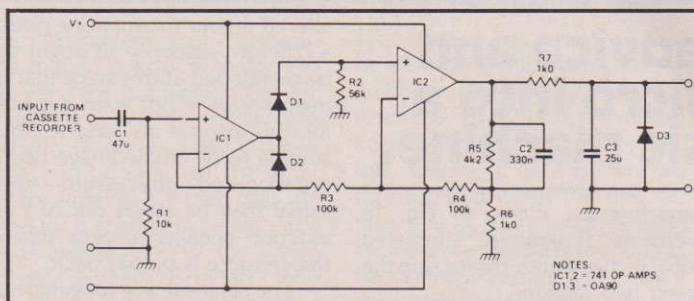 advice and
V+
INPUT FROM
CASSETTE
RECORDER
C1
47u
R1
10k
+
−
IC1
D1
D2
R2
56k
R3
100k
+
−
IC2
R4
100k
R5
4k2
C2
330n
R6
1k0
R7
1k0
C3
25u
D3
NOTES:
IC1,2 = 741 OP AMPS
D1-3 = OA90